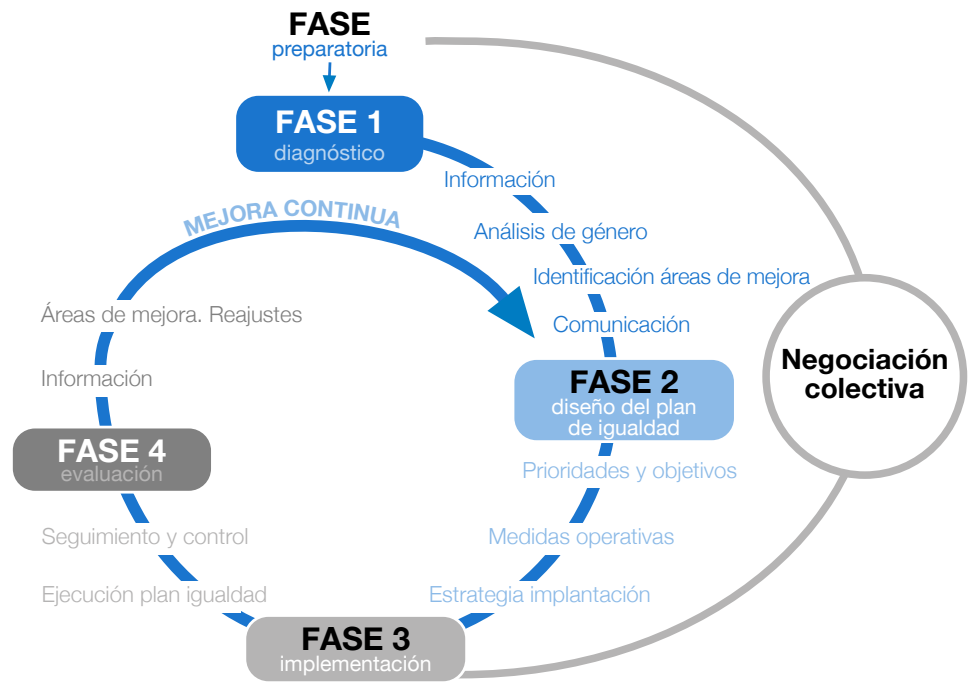 FASE
preparatoria
FASE 1
diagnóstico
Información
Análisis de género
Identificación áreas de mejora
Comunicación
FASE 2
diseño del plan
de igualdad
Prioridades y objetivos
Medidas operativas
Estrategia implantación
FASE 3
implementación
Ejecución plan igualdad
Seguimiento y control
FASE 4
evaluación
Información
Áreas de mejora. Reajustes
MEJORA CONTINUA
Negociación
colectiva